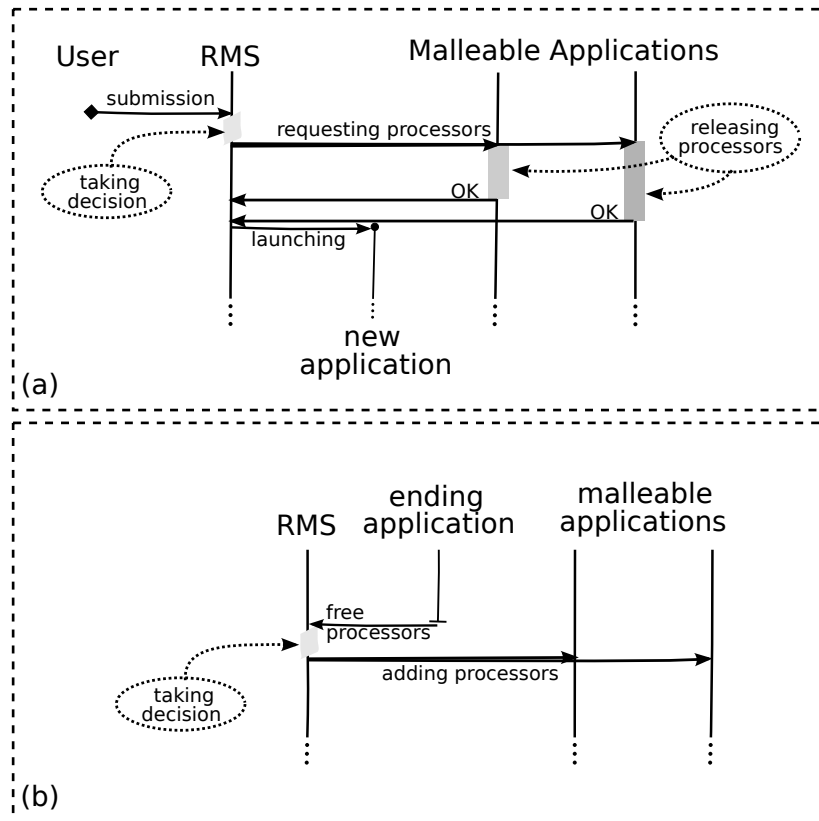 User
RMS
Malleable Applications
submission
requesting processors
releasing
processors
taking
decision
OK
OK
launching
new
application
(a)
ending
application
malleable
applications
RMS
free
processors
adding processors
taking
decision
(b)